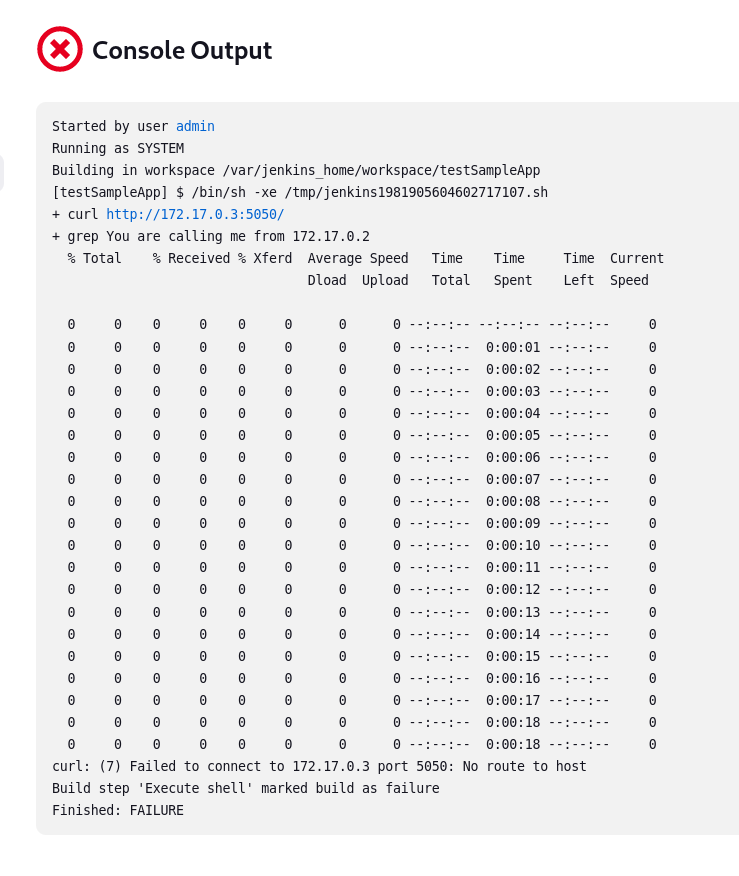 Console Output
Started by user admin
Running as SYSTEM
Building in workspace /var/jenkins_home/workspace/testSampleApp
[testSampleApp] $ /bin/sh -xe /tmp/jenkins1981905604602717107.sh
+ curl http://172.17.0.3:5050/
+ grep You are calling me from 172.17.0.2
  % Total    % Received % Xferd  Average Speed   Time    Time     Time  Current
                                 Dload  Upload   Total   Spent    Left  Speed
  0     0    0     0    0     0      0      0 --:--:-- --:--:-- --:--:--     0
  0     0    0     0    0     0      0      0 --:--:--  0:00:01 --:--:--     0
  0     0    0     0    0     0      0      0 --:--:--  0:00:02 --:--:--     0
  0     0    0     0    0     0      0      0 --:--:--  0:00:03 --:--:--     0
  0     0    0     0    0     0      0      0 --:--:--  0:00:04 --:--:--     0
  0     0    0     0    0     0      0      0 --:--:--  0:00:05 --:--:--     0
  0     0    0     0    0     0      0      0 --:--:--  0:00:06 --:--:--     0
  0     0    0     0    0     0      0      0 --:--:--  0:00:07 --:--:--     0
  0     0    0     0    0     0      0      0 --:--:--  0:00:08 --:--:--     0
  0     0    0     0    0     0      0      0 --:--:--  0:00:09 --:--:--     0
  0     0    0     0    0     0      0      0 --:--:--  0:00:10 --:--:--     0
  0     0    0     0    0     0      0      0 --:--:--  0:00:11 --:--:--     0
  0     0    0     0    0     0      0      0 --:--:--  0:00:12 --:--:--     0
  0     0    0     0    0     0      0      0 --:--:--  0:00:13 --:--:--     0
  0     0    0     0    0     0      0      0 --:--:--  0:00:14 --:--:--     0
  0     0    0     0    0     0      0      0 --:--:--  0:00:15 --:--:--     0
  0     0    0     0    0     0      0      0 --:--:--  0:00:16 --:--:--     0
  0     0    0     0    0     0      0      0 --:--:--  0:00:17 --:--:--     0
  0     0    0     0    0     0      0      0 --:--:--  0:00:18 --:--:--     0
  0     0    0     0    0     0      0      0 --:--:--  0:00:18 --:--:--     0
curl: (7) Failed to connect to 172.17.0.3 port 5050: No route to host
Build step 'Execute shell' marked build as failure
Finished: FAILURE